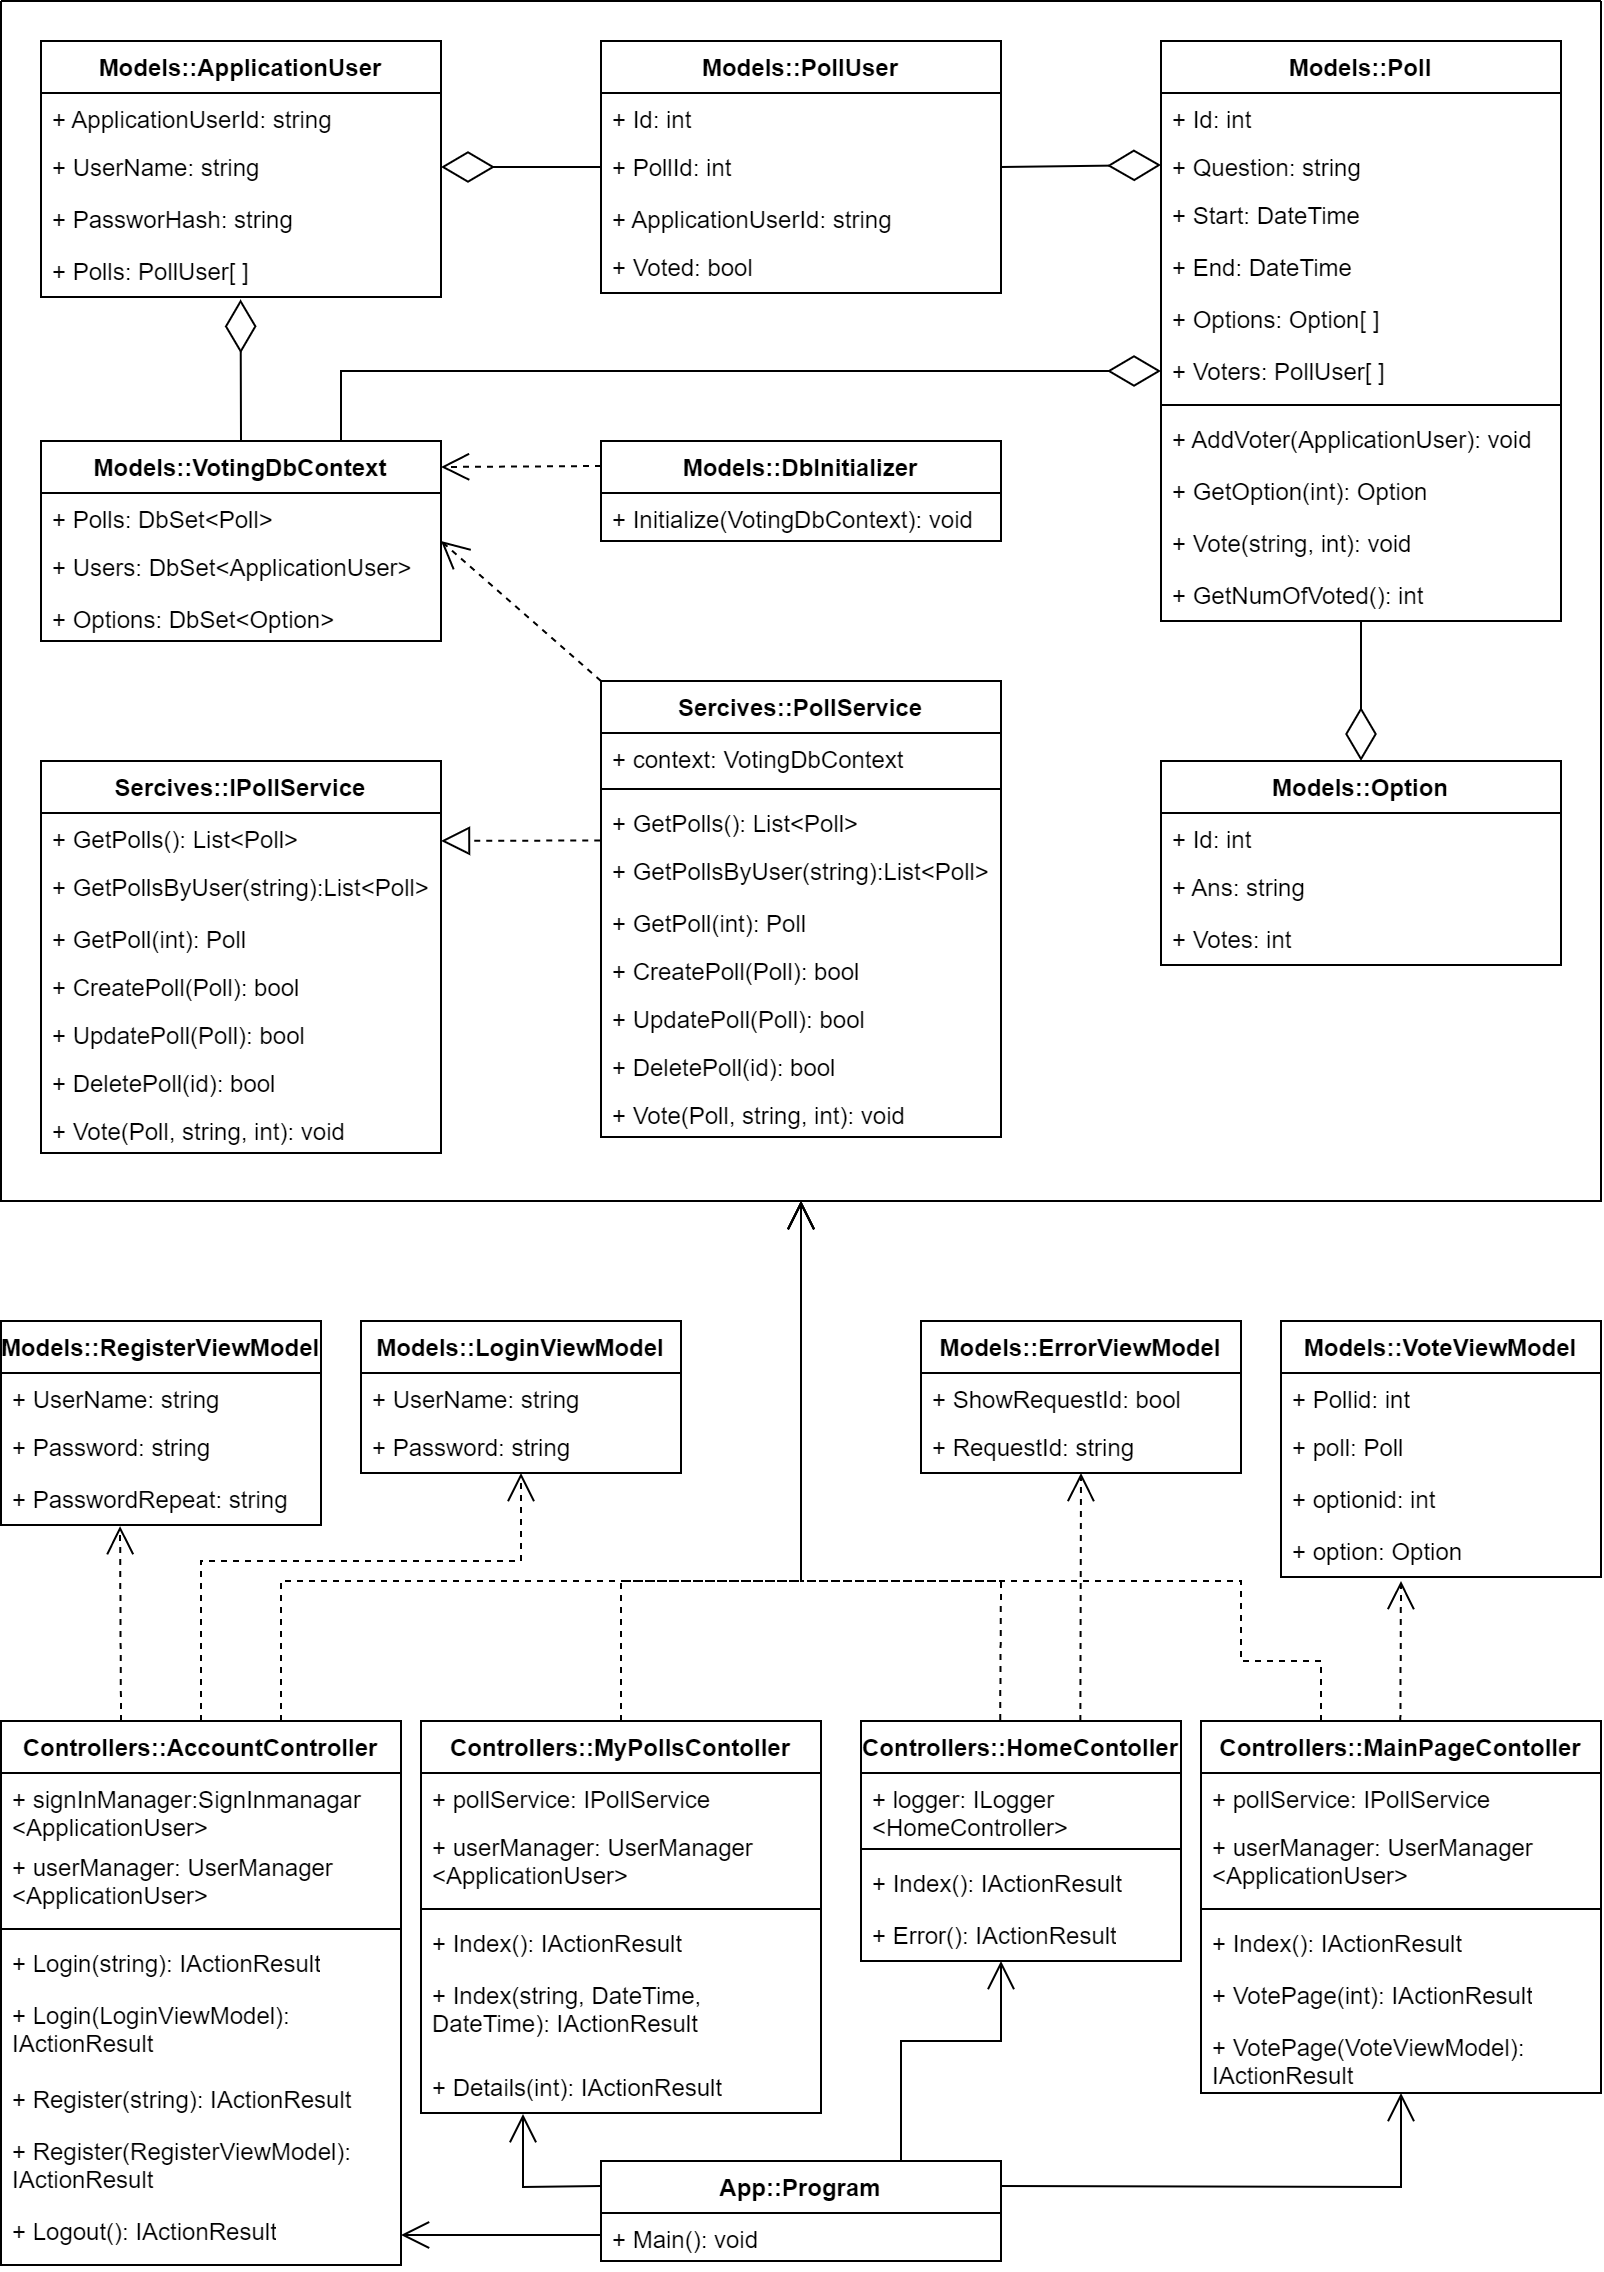 Models::ApplicationUser
+ ApplicationUserId: string
+ UserName: string
+ PassworHash: string
+ Polls: PollUser[ ]
Models::PollUser
+ Id: int
+ PollId: int
+ ApplicationUserId: string
+ Voted: bool
Models::Poll
+ Id: int
+ Question: string
+ Start: DateTime
+ End: DateTime
+ Options: Option[ ]
+ Voters: PollUser[ ]
+ AddVoter(ApplicationUser): void
+ GetOption(int): Option
+ Vote(string, int): void
+ GetNumOfVoted(): int
Models::VotingDbContext
+ Polls: DbSet<Poll>
+ Users: DbSet<ApplicationUser>
+ Options: DbSet<Option>
Models::DbInitializer
+ Initialize(VotingDbContext): void
Sercives::PollService
+ context: VotingDbContext
+ GetPolls(): List<Poll>
+ GetPollsByUser(string):List<Poll>
+ GetPoll(int): Poll
+ CreatePoll(Poll): bool
+ UpdatePoll(Poll): bool
+ DeletePoll(id): bool
+ Vote(Poll, string, int): void
Sercives::IPollService
+ GetPolls(): List<Poll>
+ GetPollsByUser(string):List<Poll>
+ GetPoll(int): Poll
+ CreatePoll(Poll): bool
+ UpdatePoll(Poll): bool
+ DeletePoll(id): bool
+ Vote(Poll, string, int): void
Models::Option
+ Id: int
+ Ans: string
+ Votes: int
Models::RegisterViewModel
+ UserName: string
+ Password: string
+ PasswordRepeat: string
Models::LoginViewModel
+ UserName: string
+ Password: string
Models::ErrorViewModel
+ ShowRequestId: bool
+ RequestId: string
Models::VoteViewModel
+ Pollid: int
+ poll: Poll
+ optionid: int
+ option: Option
Controllers::AccountController
+ signInManager:SignInmanagar
<ApplicationUser>
+ userManager: UserManager
<ApplicationUser>
+ Login(string): IActionResult
+ Login(LoginViewModel):
IActionResult
+ Register(string): IActionResult
+ Register(RegisterViewModel):
IActionResult
+ Logout(): IActionResult
Controllers::MyPollsContoller
+ pollService: IPollService
+ userManager: UserManager
<ApplicationUser>
+ Index(): IActionResult
+ Index(string, DateTime,
DateTime): IActionResult
+ Details(int): IActionResult
Controllers::HomeContoller
+ logger: ILogger
<HomeController>
+ Index(): IActionResult
+ Error(): IActionResult
Controllers::MainPageContoller
+ pollService: IPollService
+ userManager: UserManager
<ApplicationUser>
+ Index(): IActionResult
+ VotePage(int): IActionResult
+ VotePage(VoteViewModel):
IActionResult
App::Program
+ Main(): void